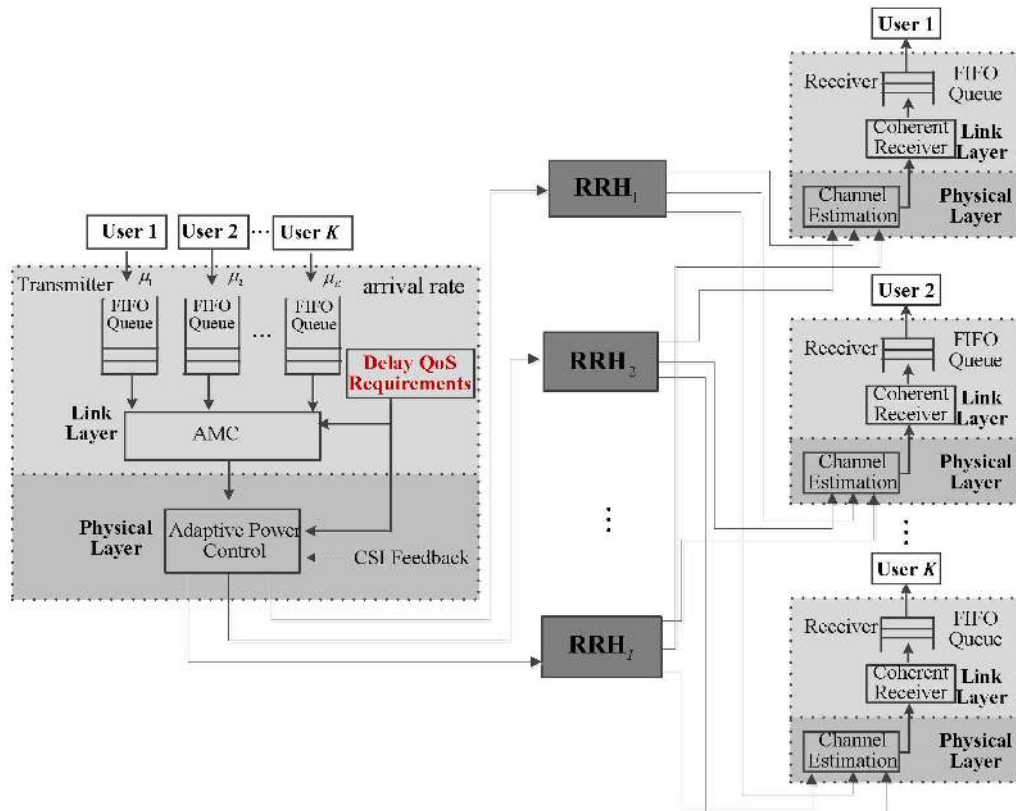 User 1
User 2
...
User K
Transmitter
μ₁
μ₂
μ_K
arrival rate
FIFO
Queue
FIFO
Queue
...
FIFO
Queue
Delay QoS
Requirements
Link
Layer
AMC
Physical
Layer
Adaptive Power
Control
CSI Feedback
RRH₁
RRH₂
⋮
RRH_I
User 1
Receiver
FIFO
Queue
Coherent
Receiver
Link
Layer
Channel
Estimation
Physical
Layer
User 2
Receiver
FIFO
Queue
Coherent
Receiver
Link
Layer
Channel
Estimation
Physical
Layer
⋮
User K
Receiver
FIFO
Queue
Coherent
Receiver
Link
Layer
Channel
Estimation
Physical
Layer